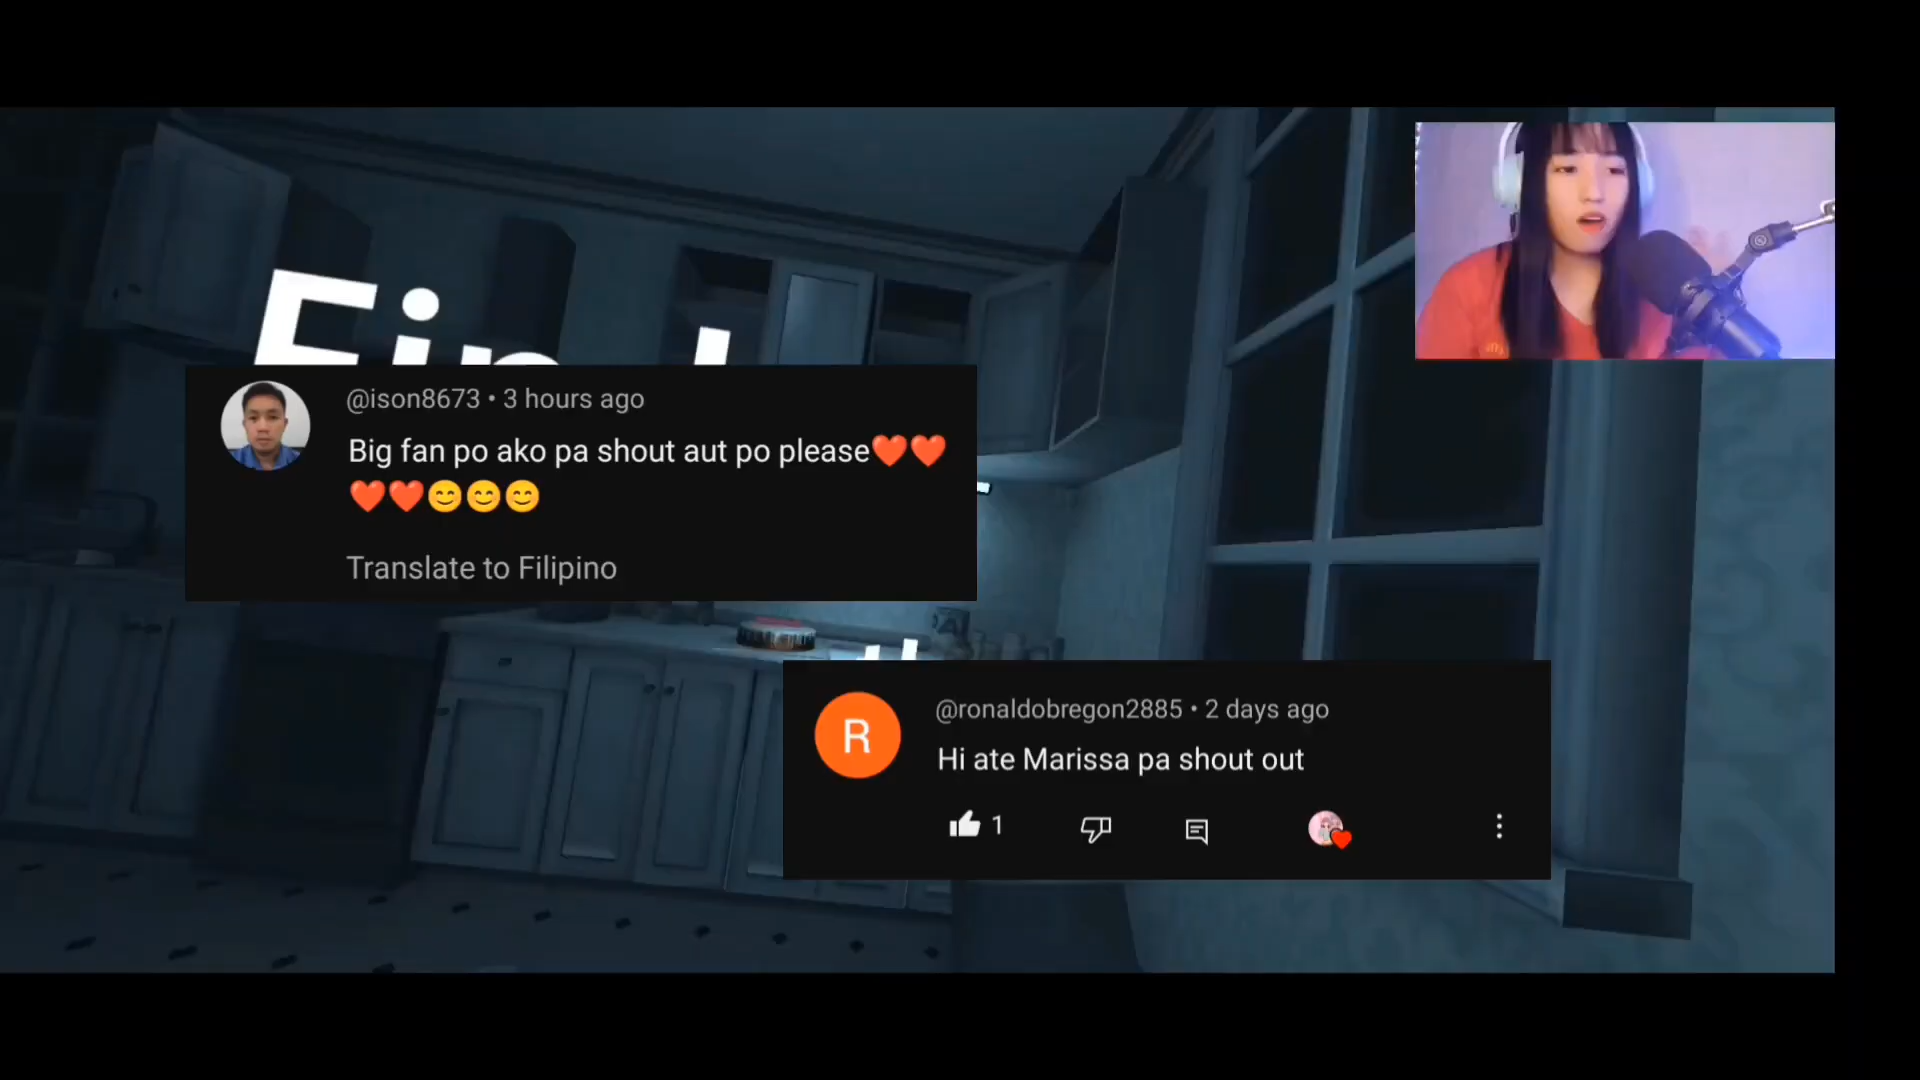 @ison8673 • 3 hours ago
Big fan po ako pa shout aut po please❤️❤️
❤️❤️😊😊😊
Translate to Filipino
R
@ronaldobregon2885 • 2 days ago
Hi ate Marissa pa shout out
1